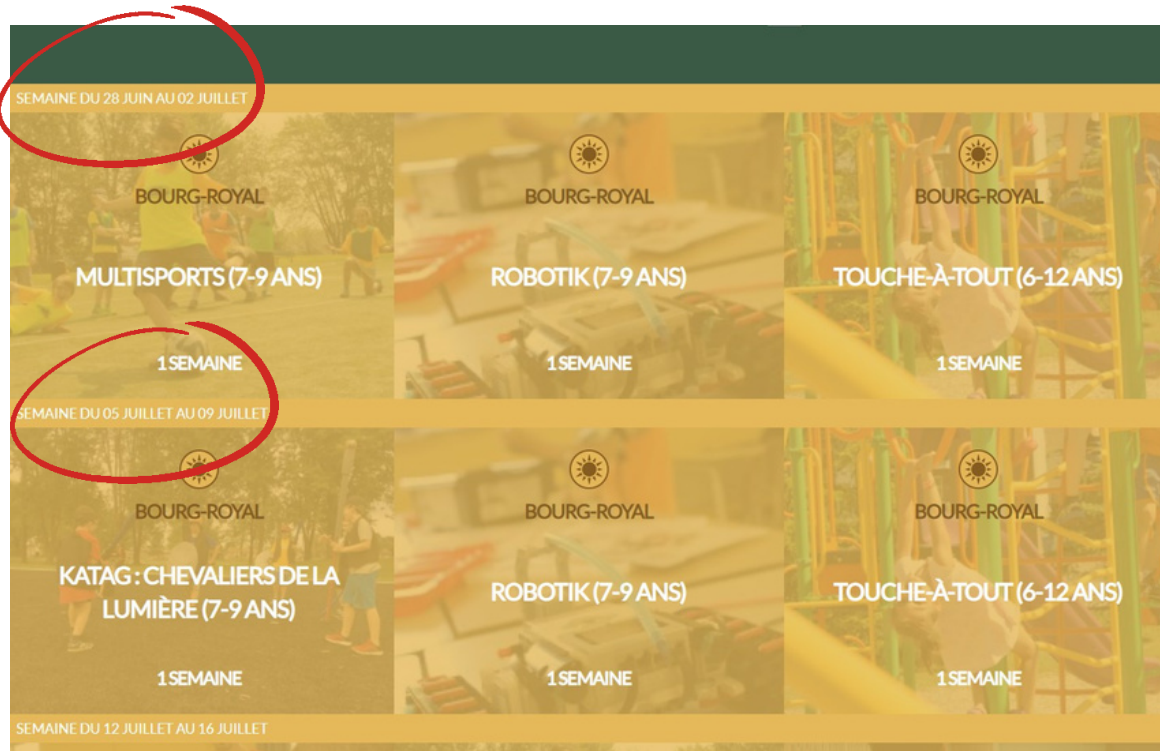 SEMAINE DU 28 JUIN AU 02 JUILLET
BOURG-ROYAL
MULTISPORTS (7-9 ANS)
1 SEMAINE
BOURG-ROYAL
ROBOTIK (7-9 ANS)
1 SEMAINE
BOURG-ROYAL
TOUCHE-À-TOUT (6-12 ANS)
1 SEMAINE
SEMAINE DU 05 JUILLET AU 09 JUILLET
BOURG-ROYAL
KATAG : CHEVALIERS DE LA
LUMIÈRE (7-9 ANS)
1 SEMAINE
BOURG-ROYAL
ROBOTIK (7-9 ANS)
1 SEMAINE
BOURG-ROYAL
TOUCHE-À-TOUT (6-12 ANS)
1 SEMAINE
SEMAINE DU 12 JUILLET AU 16 JUILLET